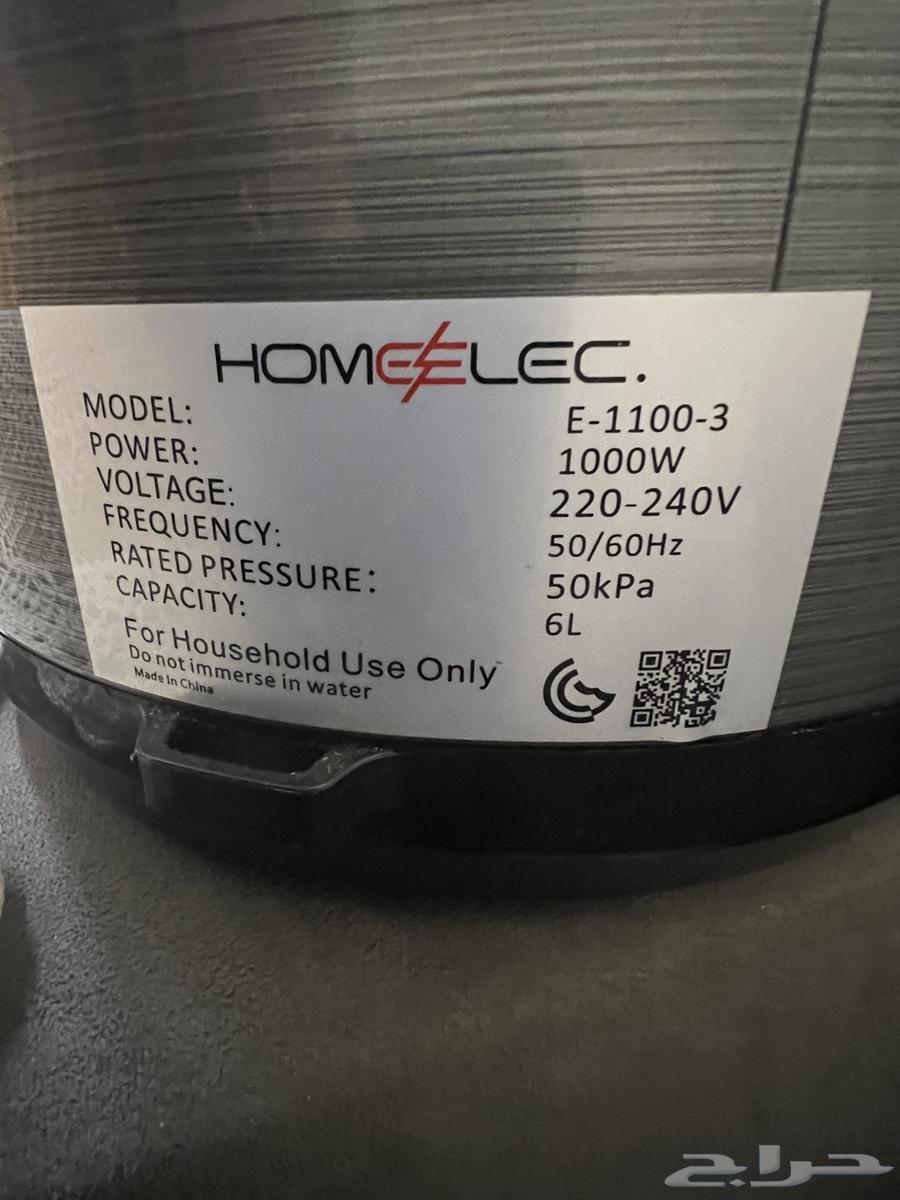 HOMEELEC.
MODEL: E-1100-3
POWER: 1000W
VOLTAGE: 220-240V
FREQUENCY: 50/60Hz
RATED PRESSURE: 50kPa
CAPACITY: 6L
For Household Use Only
Do not immerse in water
Made In China
حراج